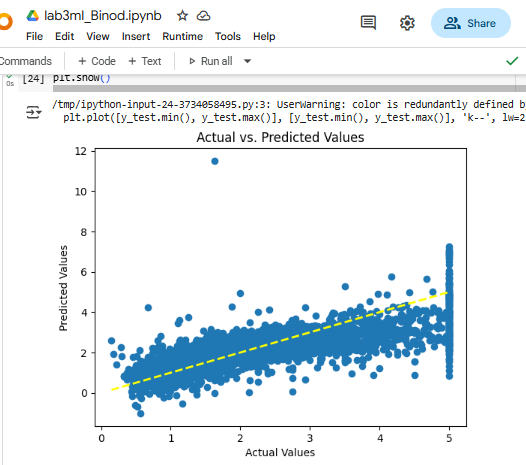 lab3ml_Binod.ipynb
File Edit View Insert Runtime Tools Help
Share
Commands + Code + Text Run all
[24] plt.show()
0s
/tmp/ipython-input-24-3734058495.py:3: UserWarning: color is redundantly defined by
plt.plot([y_test.min(), y_test.max()], [y_test.min(), y_test.max()], 'k--', lw=2
Actual vs. Predicted Values
12
10
8
6
4
2
0
Predicted Values
0 1 2 3 4 5
Actual Values